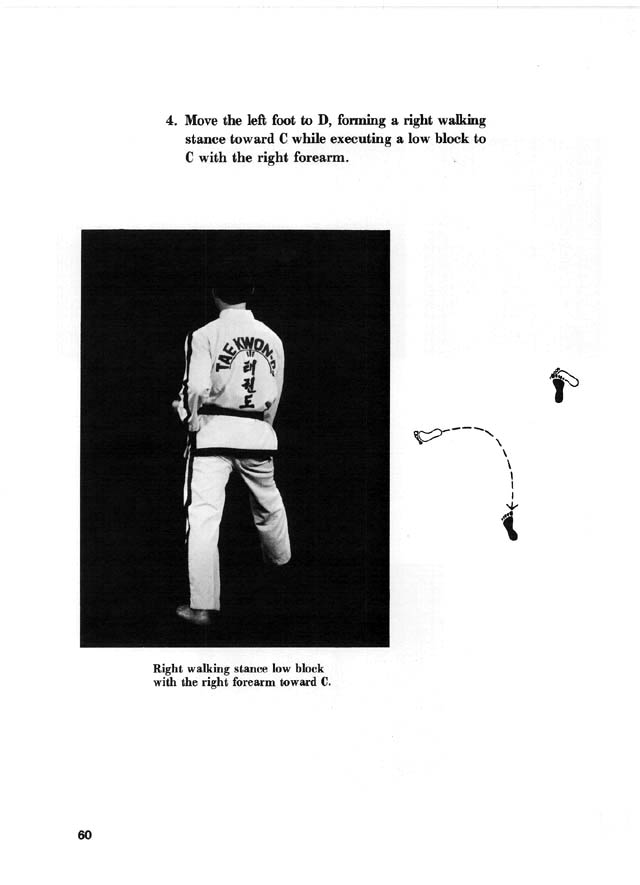 4. Move the left foot to D, forming a right walking
stance toward C while executing a low block to
C with the right forearm.
TAEKWON-D
태권도
Right walking stance low block
with the right forearm toward C.
60